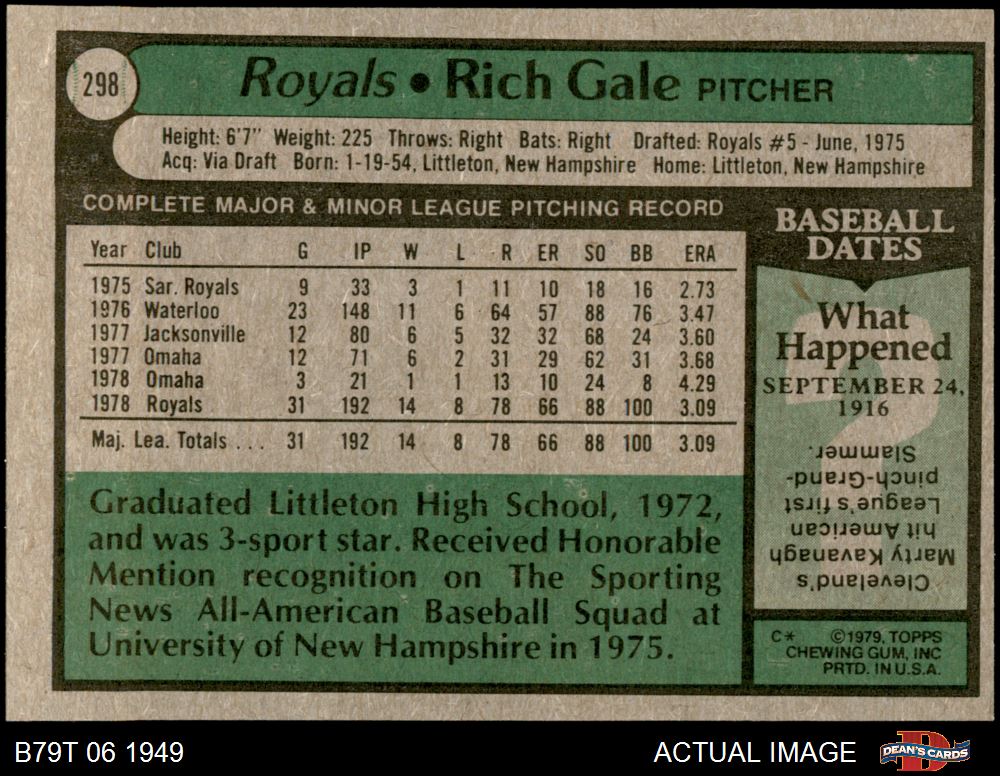 298
Royals • Rich Gale PITCHER
Height: 6'7" Weight: 225 Throws: Right Bats: Right Drafted: Royals #5 - June, 1975
Acq: Via Draft Born: 1-19-54, Littleton, New Hampshire Home: Littleton, New Hampshire
COMPLETE MAJOR & MINOR LEAGUE PITCHING RECORD
Year Club G IP W L R ER SO BB ERA
1975 Sar. Royals 9 33 3 1 11 10 18 16 2.73
1976 Waterloo 23 148 11 6 64 57 88 76 3.47
1977 Jacksonville 12 80 6 5 32 32 68 24 3.60
1977 Omaha 12 71 6 2 31 29 62 31 3.68
1978 Omaha 3 21 1 1 13 10 24 8 4.29
1978 Royals 31 192 14 8 78 66 88 100 3.09
Maj. Lea. Totals . . . 31 192 14 8 78 66 88 100 3.09
Graduated Littleton High School, 1972,
and was 3-sport star. Received Honorable
Mention recognition on The Sporting
News All-American Baseball Squad at
University of New Hampshire in 1975.
BASEBALL
DATES
What
Happened
SEPTEMBER 24,
1916
Cleveland's
Marty Kavanagh
hit American
League's first
pinch-Grand-
Slammer.
C* ©1979, TOPPS
CHEWING GUM, INC
PRTD. IN U.S.A.
B79T 06 1949
ACTUAL IMAGE
DEAN'S CARDS